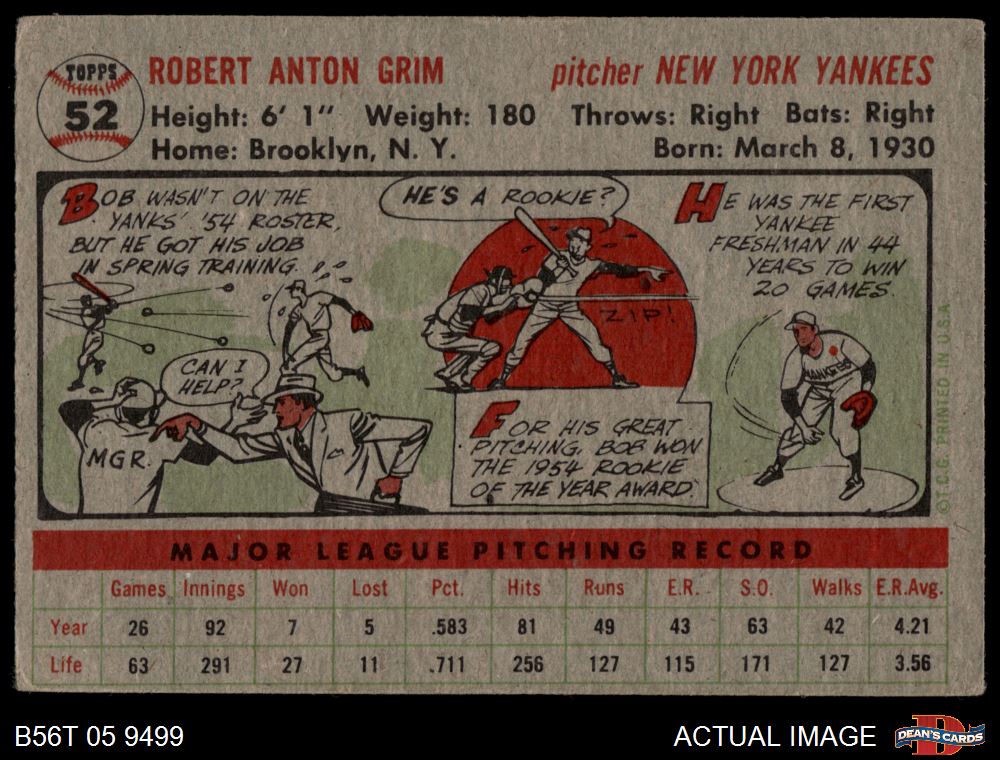 TOPPS
52
ROBERT ANTON GRIM pitcher NEW YORK YANKEES
Height: 6' 1" Weight: 180 Throws: Right Bats: Right
Home: Brooklyn, N. Y. Born: March 8, 1930
BOB WASN'T ON THE
YANKS' '54 ROSTER,
BUT HE GOT HIS JOB
IN SPRING TRAINING.
CAN I
HELP?
MGR.
HE'S A ROOKIE?
ZIP!
FOR HIS GREAT
PITCHING, BOB WON
THE 1954 ROOKIE
OF THE YEAR AWARD.
HE WAS THE FIRST
YANKEE
FRESHMAN IN 44
YEARS TO WIN
20 GAMES.
YANKEES
©T.C.G. PRINTED IN U.S.A.
MAJOR LEAGUE PITCHING RECORD
Games Innings Won Lost Pct. Hits Runs E.R. S.O. Walks E.R.Avg.
Year 26 92 7 5 .583 81 49 43 63 42 4.21
Life 63 291 27 11 .711 256 127 115 171 127 3.56
B56T 05 9499 ACTUAL IMAGE
DEAN'S CARDS